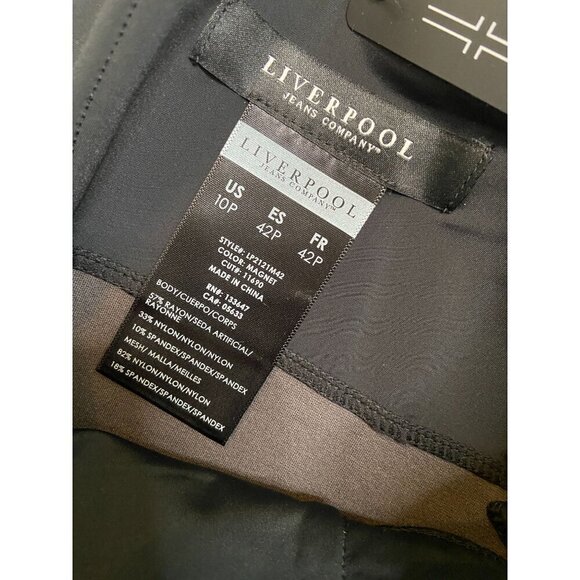 LIVERPOOL
JEANS COMPANY®
LIVERPOOL
JEANS COMPANY™
US ES FR
10P 42P 42P
STYLE#: LP2121M42
COLOR: MAGNET
CUT#: 11690
MADE IN CHINA
RN#: 133647
CA#: 05633
BODY/CUERPO/CORPS
57% RAYON/SEDA ARTIFICIAL/
RAYONNE
33% NYLON/NYLON/NYLON
10% SPANDEX/SPANDEX/SPANDEX
MESH/ MALLA/MEILLES
82% NYLON/NYLON/NYLON
18% SPANDEX/SPANDEX/SPANDEX